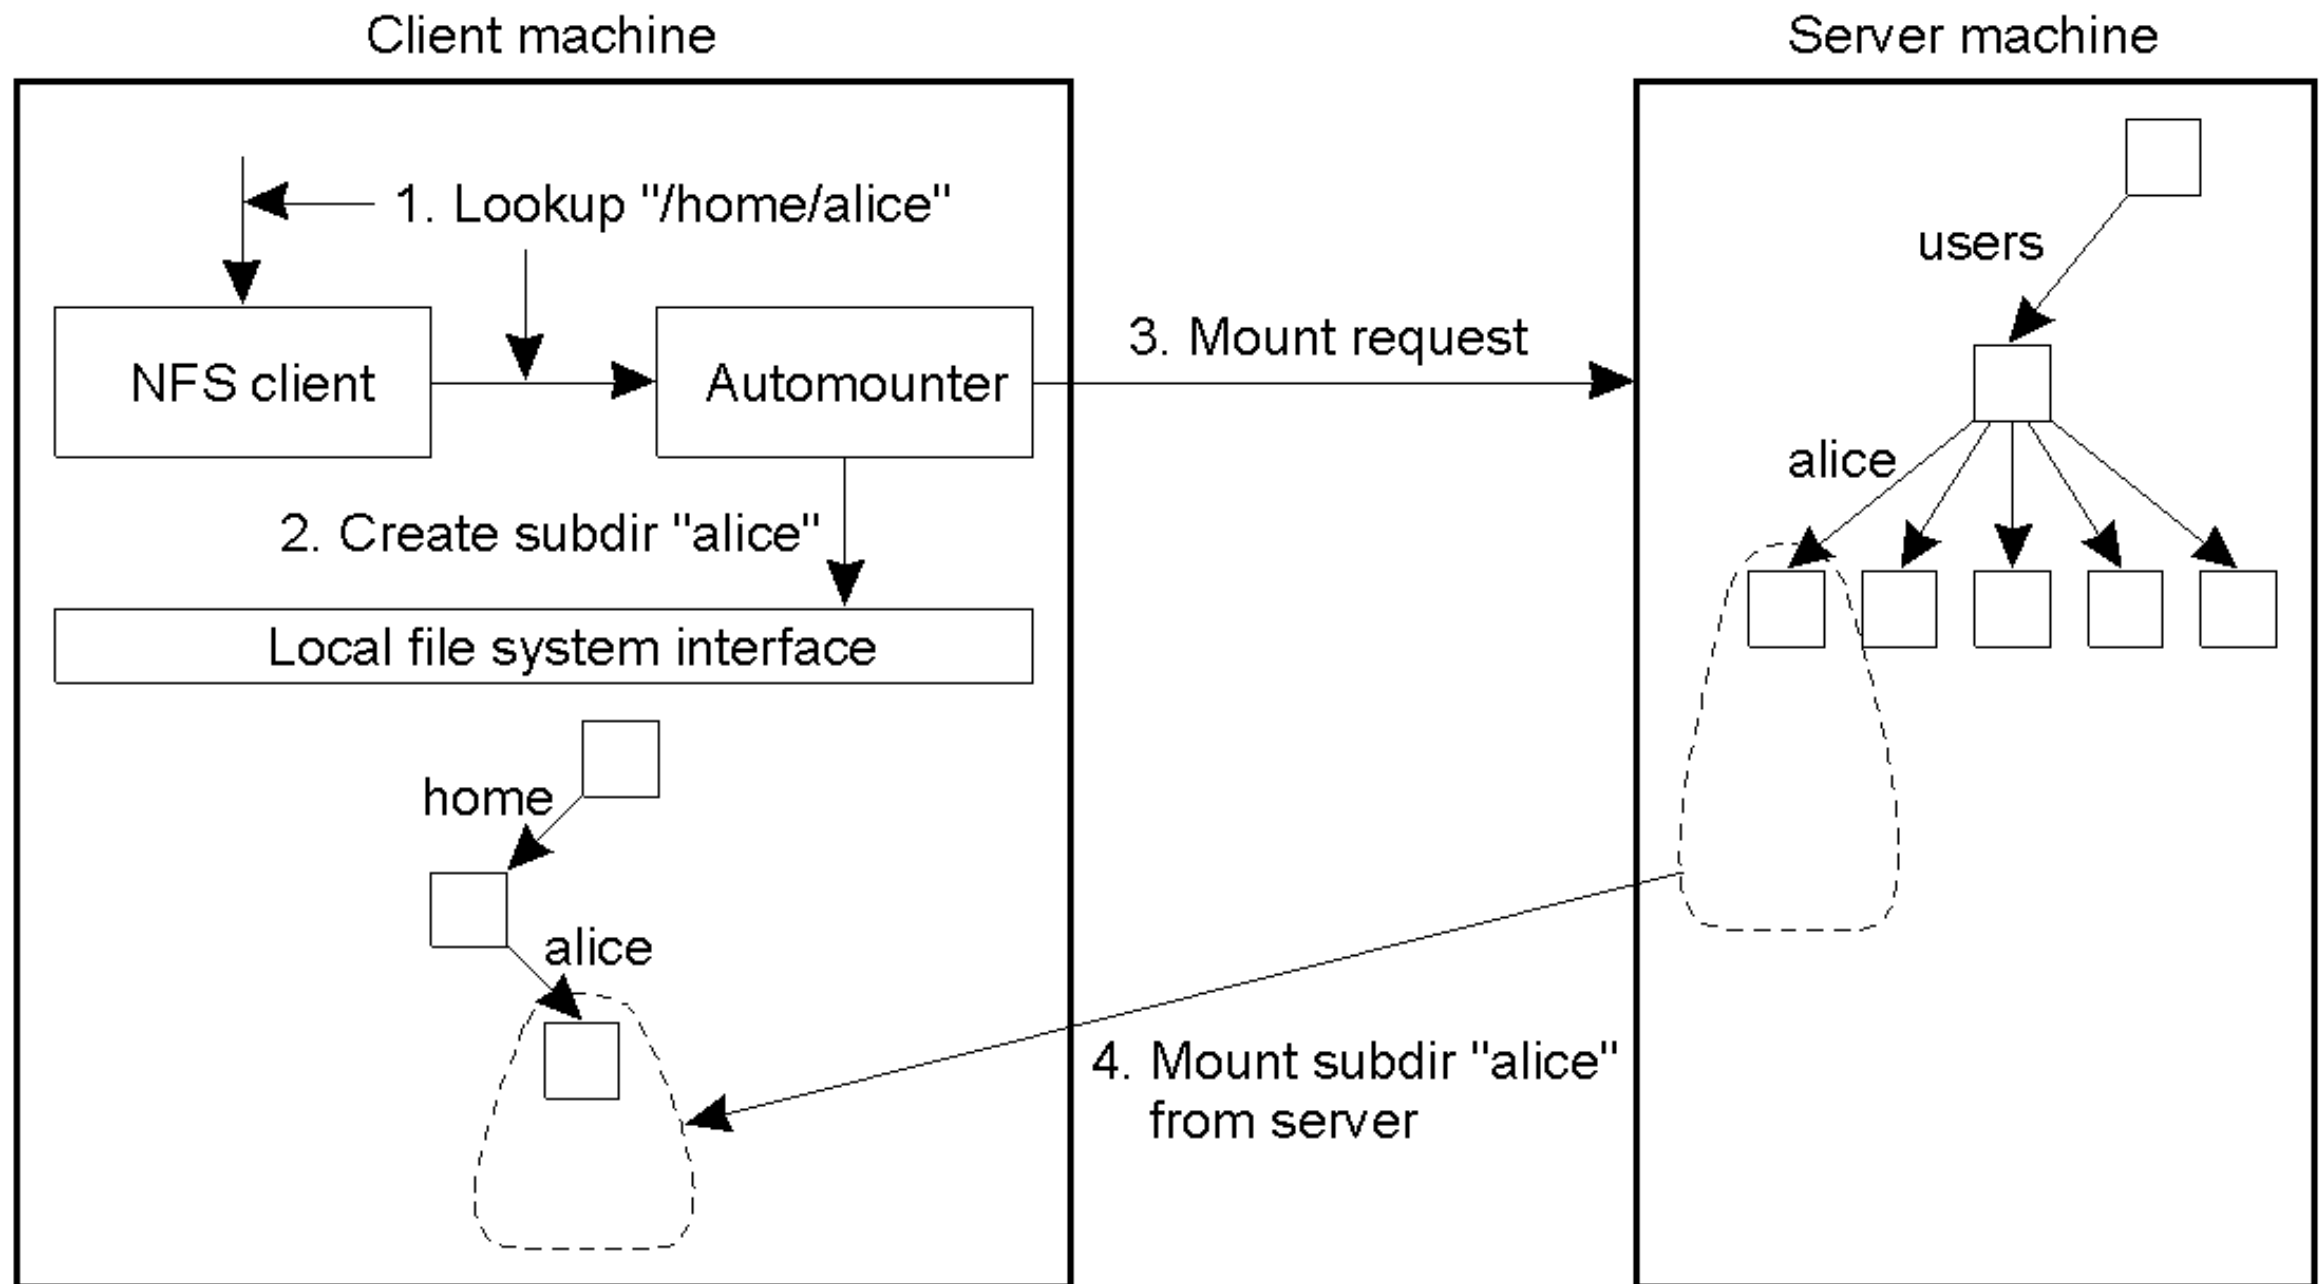 Client machine
Server machine
1. Lookup "/home/alice"
users
NFS client
Automounter
3. Mount request
alice
2. Create subdir "alice"
Local file system interface
home
alice
4. Mount subdir "alice"
from server